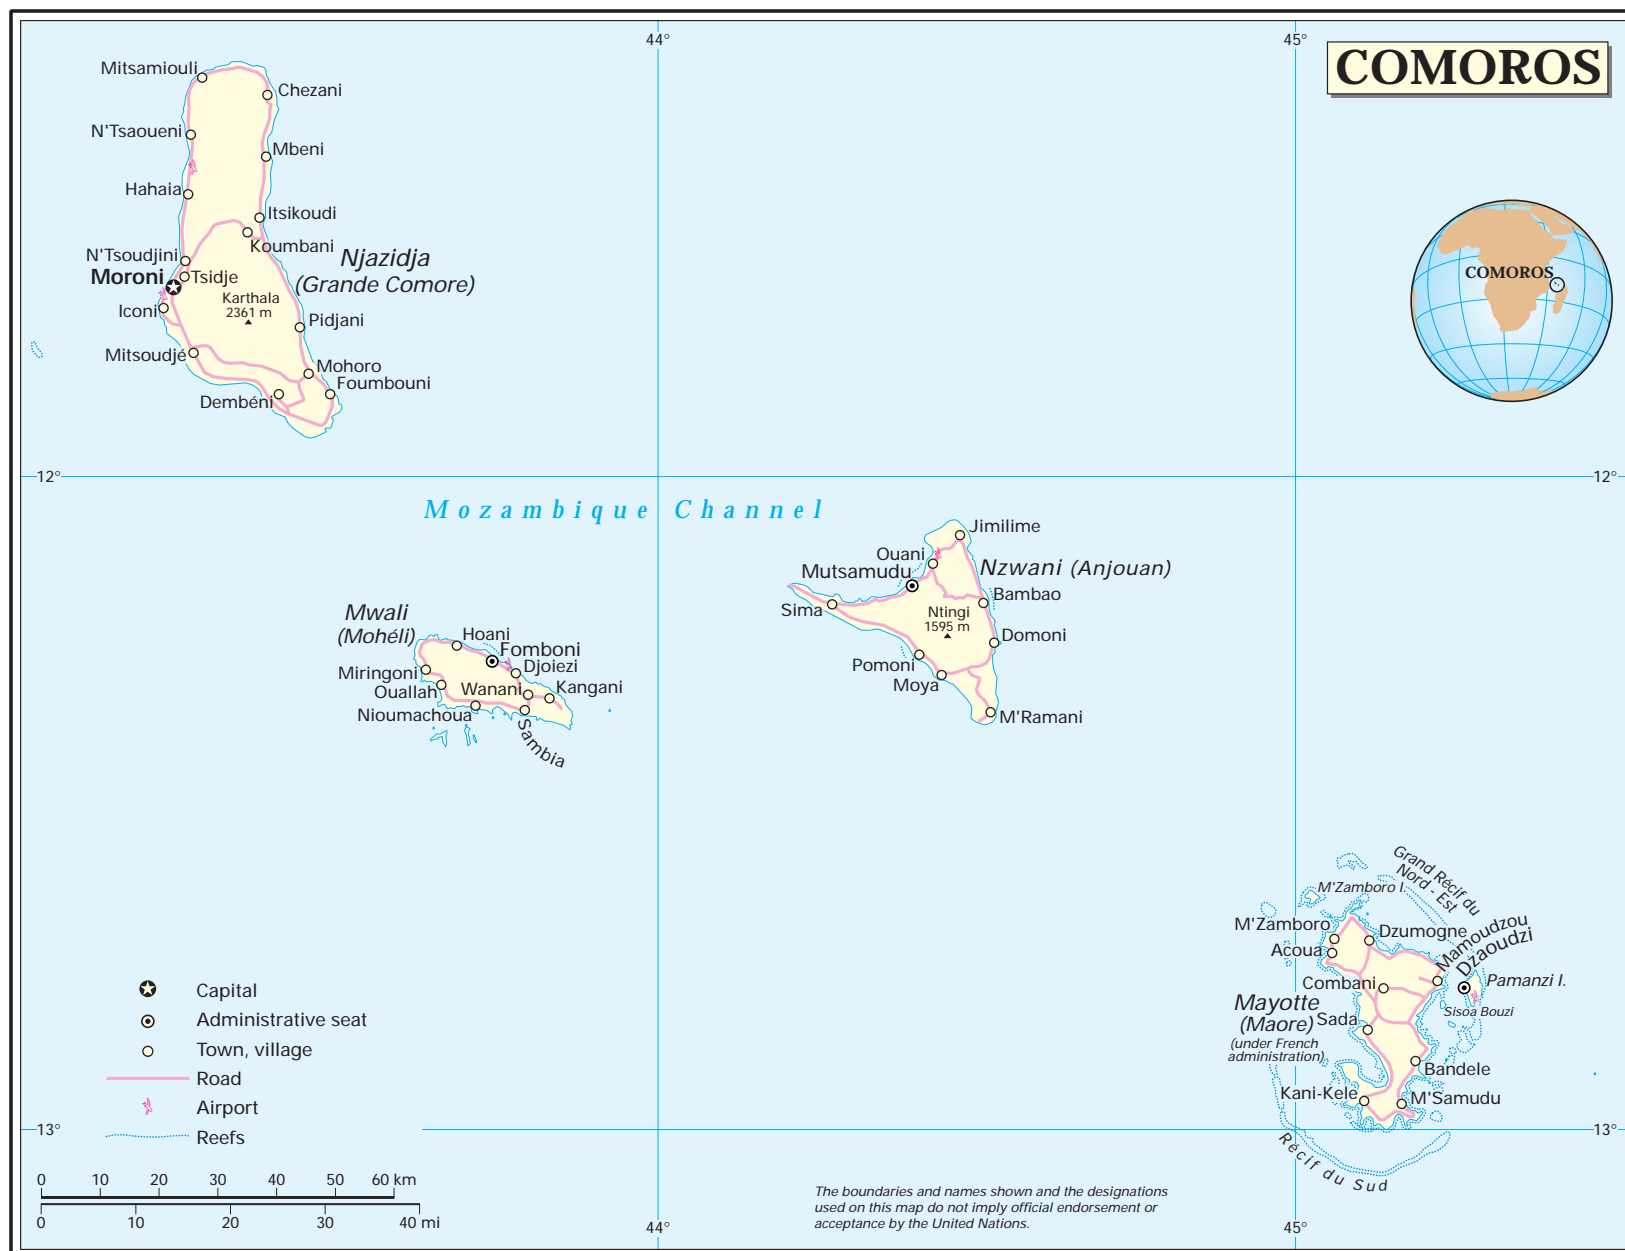 44°
45°
COMOROS
Mitsamiouli
Chezani
N'Tsaoueni
Mbeni
Hahaia
Itsikoudi
Koumbani
N'Tsoudjini
Moroni
Tsidje
Njazidja
(Grande Comore)
Karthala
2361 m
Iconi
Pidjani
Mitsoudjé
Mohoro
Foumbouni
Dembéni
COMOROS
12°
12°
Mozambique Channel
Jimilime
Ouani
Mutsamudu
Nzwani (Anjouan)
Sima
Bambao
Ntingi
1595 m
Domoni
Pomoni
Moya
M'Ramani
Mwali
(Mohéli)
Hoani
Fomboni
Djoiezi
Miringoni
Ouallah
Wanani
Kangani
Nioumachoua
Sambia
Grand Récif du
Nord - Est
M'Zamboro I.
M'Zamboro
Dzumogne
Acoua
Mamoudzou
Dzaoudzi
Combani
Pamanzi I.
Mayotte
(Maore)
(under French
administration)
Sada
Sisoa Bouzi
Bandele
Kani-Kele
M'Samudu
Récif du Sud
Capital
Administrative seat
Town, village
Road
Airport
Reefs
13°
13°
0 10 20 30 40 50 60 km
0 10 20 30 40 mi
The boundaries and names shown and the designations
used on this map do not imply official endorsement or
acceptance by the United Nations.
44°
45°